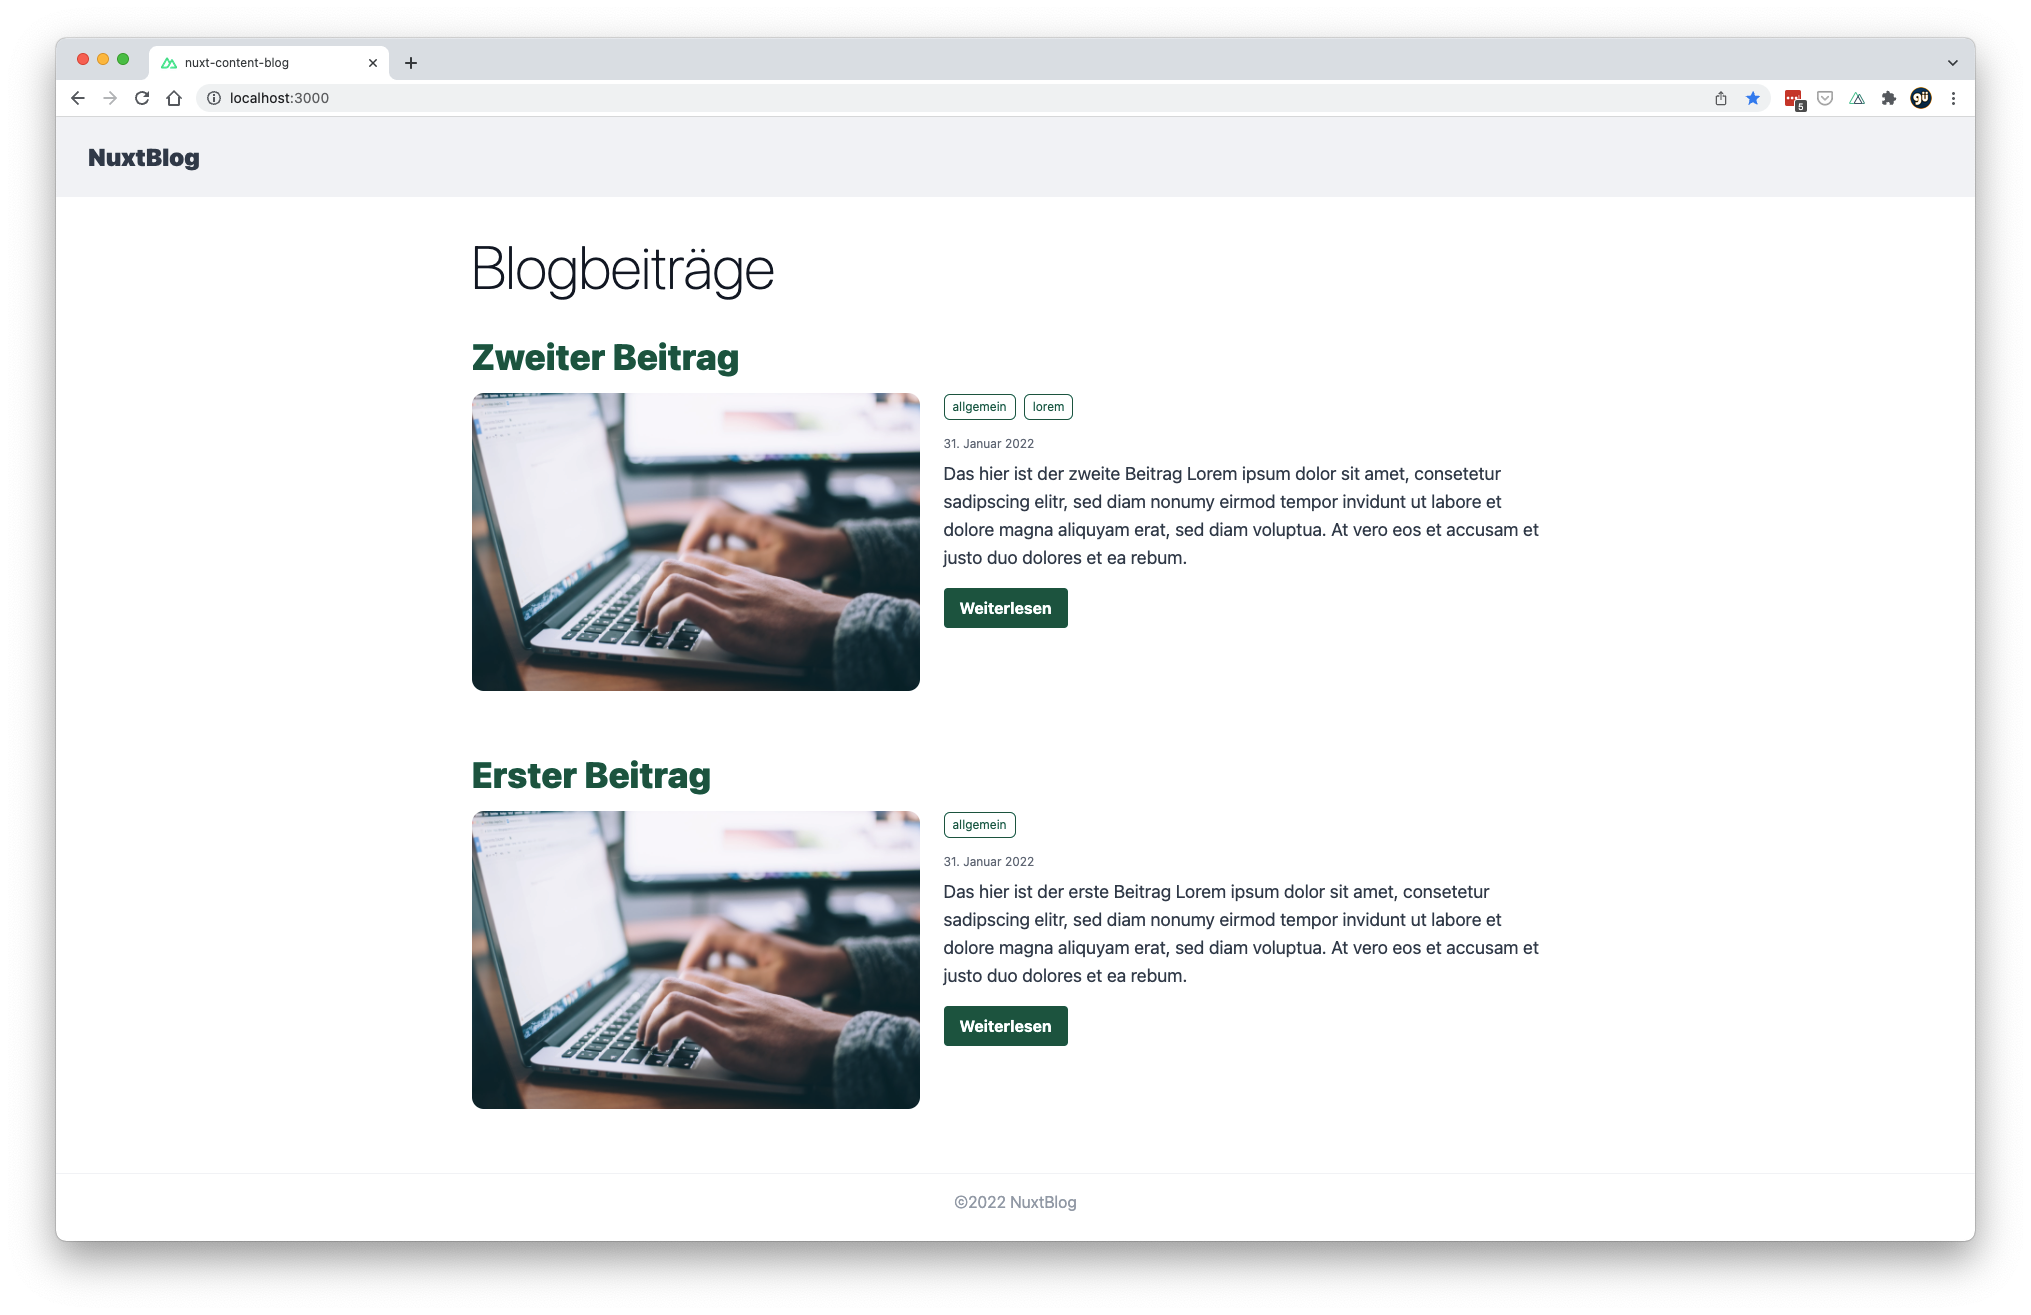 nuxt-content-blog
localhost:3000
5
gü
NuxtBlog
Blogbeiträge
Zweiter Beitrag
allgemein lorem
31. Januar 2022
Das hier ist der zweite Beitrag Lorem ipsum dolor sit amet, consetetur
sadipscing elitr, sed diam nonumy eirmod tempor invidunt ut labore et
dolore magna aliquyam erat, sed diam voluptua. At vero eos et accusam et
justo duo dolores et ea rebum.
Weiterlesen
Erster Beitrag
allgemein
31. Januar 2022
Das hier ist der erste Beitrag Lorem ipsum dolor sit amet, consetetur
sadipscing elitr, sed diam nonumy eirmod tempor invidunt ut labore et
dolore magna aliquyam erat, sed diam voluptua. At vero eos et accusam et
justo duo dolores et ea rebum.
Weiterlesen
©2022 NuxtBlog